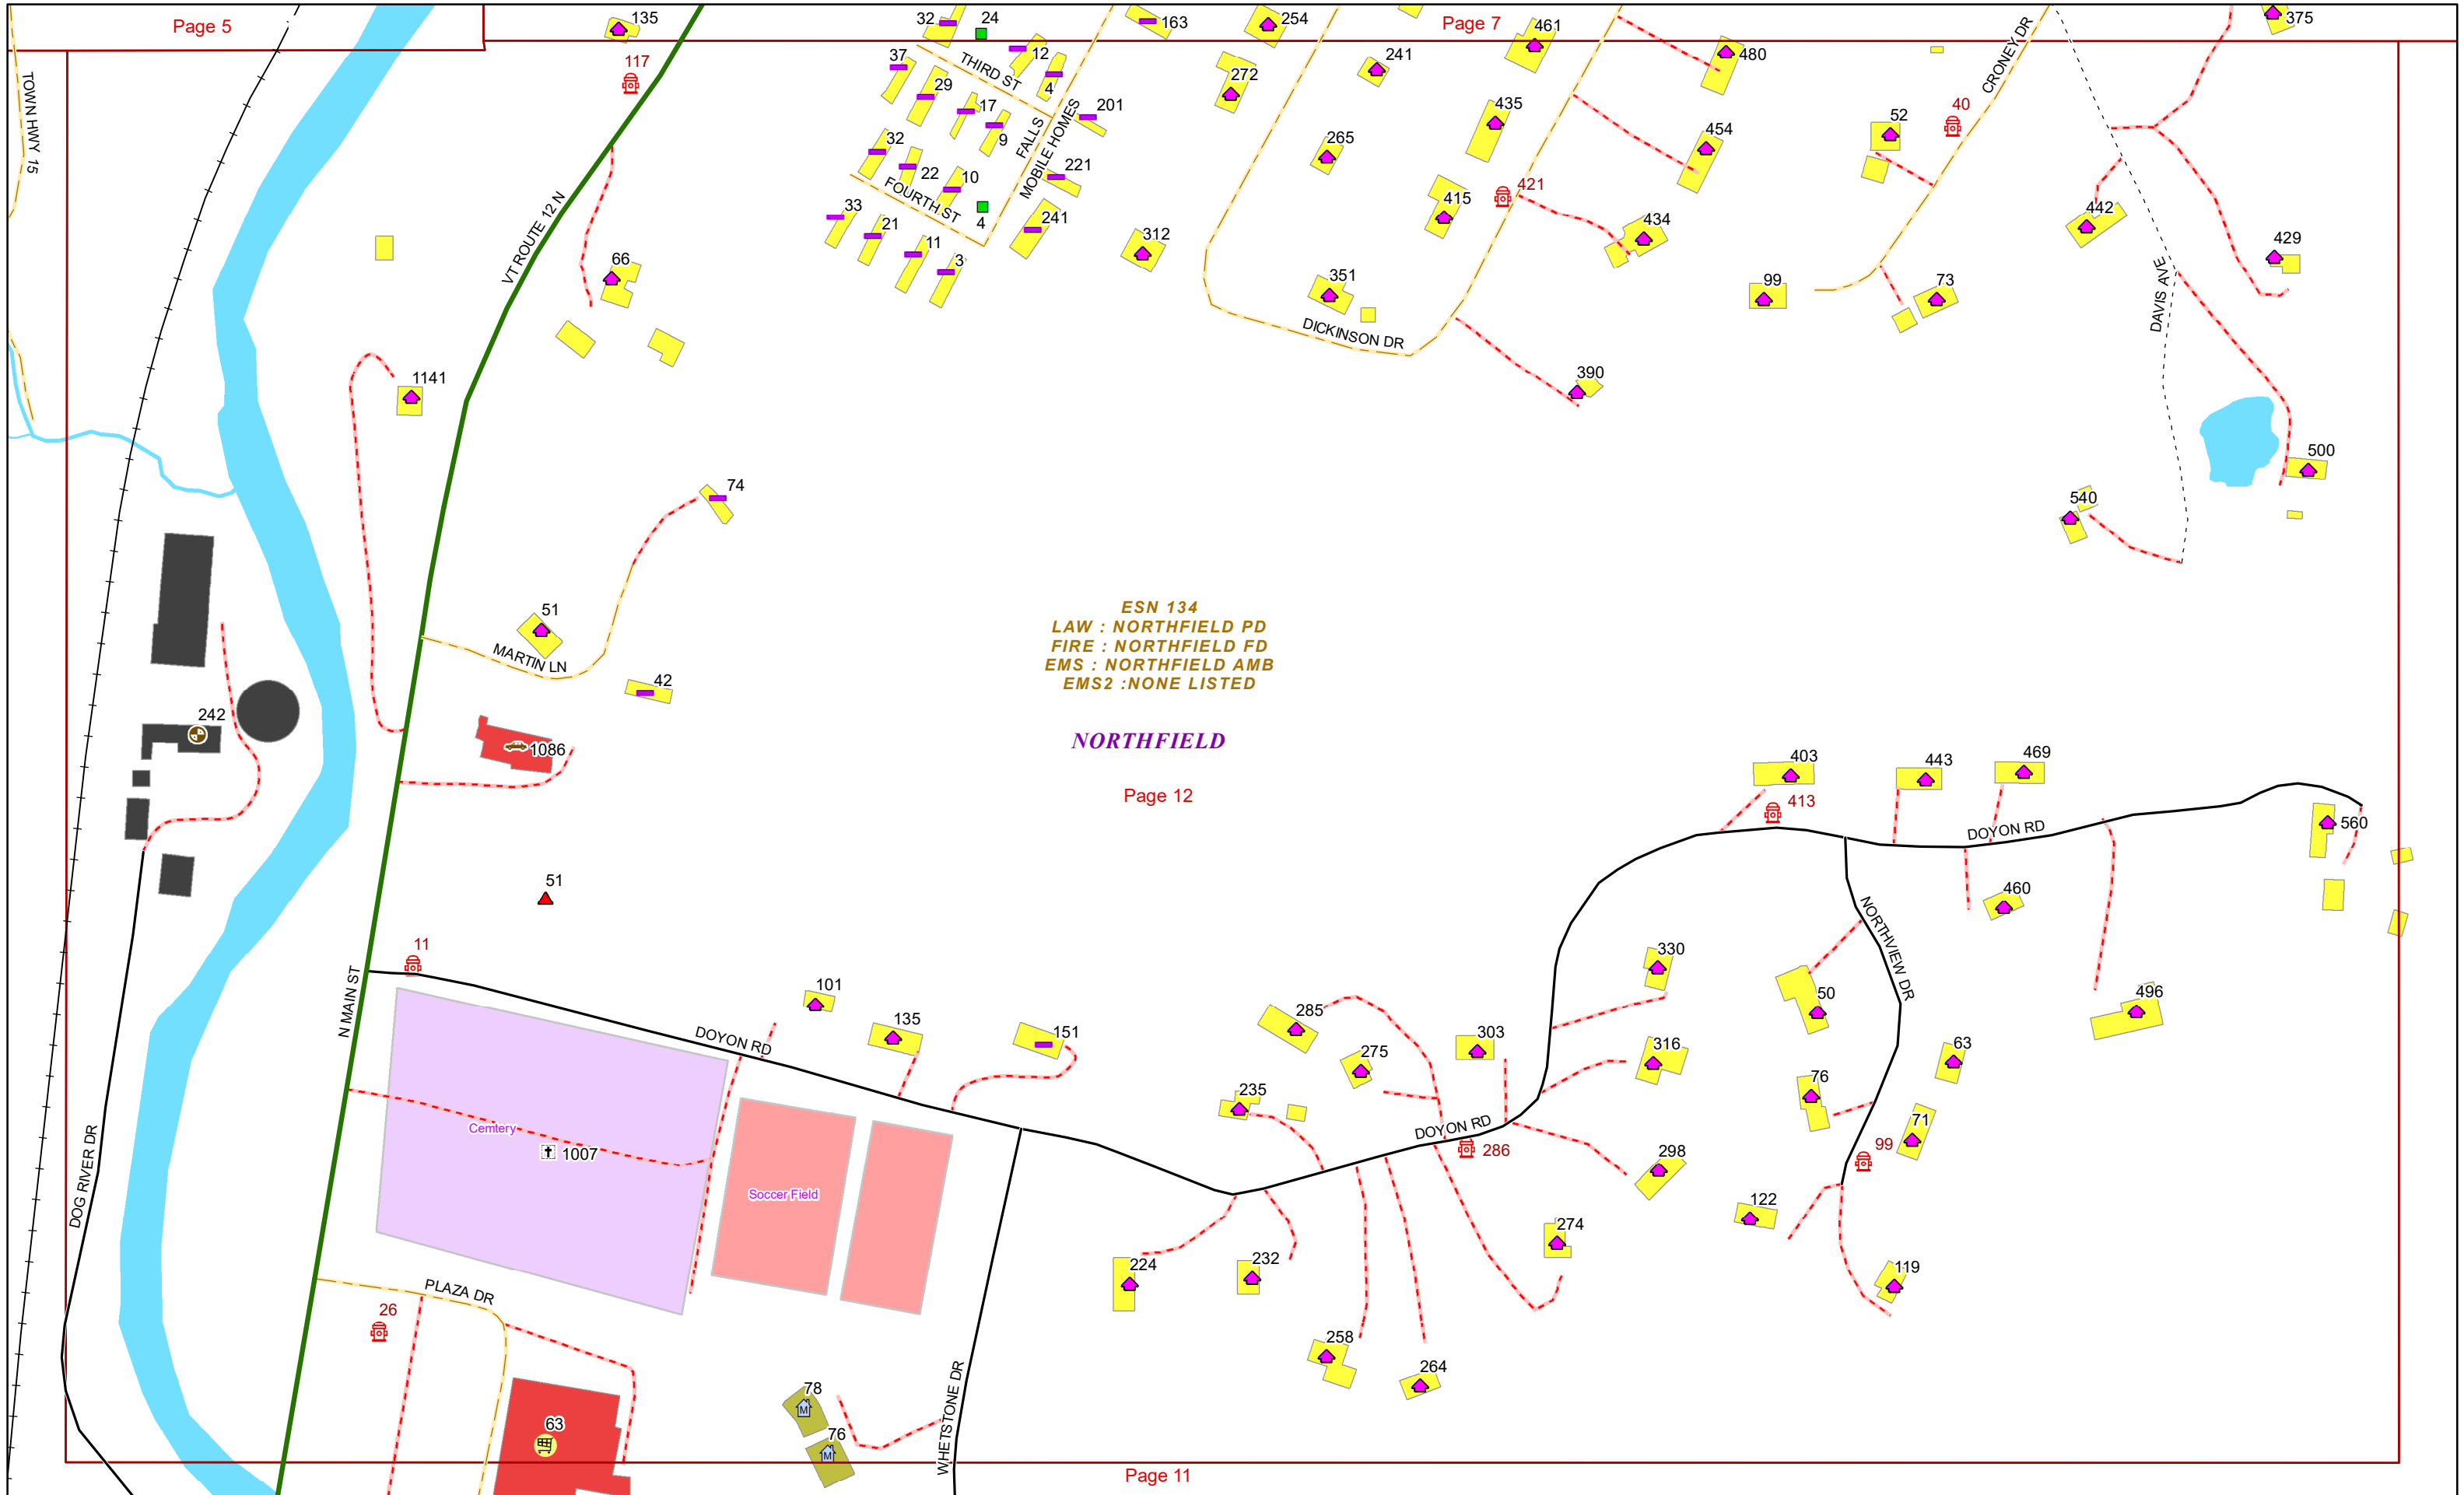 Page 5
135
32
24
163
254
Page 7
461
375
117
37
THIRD ST
12
4
272
241
480
CRONEY DR
TOWN HWY 15
29
17
9
FALLS
MOBILE HOMES
201
435
454
52
40
32
22
10
221
265
421
415
434
442
429
FOURTH ST
4
33
21
11
3
241
312
VT ROUTE 12 N
66
351
99
73
DAVIS AVE
DICKINSON DR
1141
390
500
74
540
51
MARTIN LN
42
ESN 134
LAW : NORTHFIELD PD
FIRE : NORTHFIELD FD
EMS : NORTHFIELD AMB
EMS2 :NONE LISTED
242
1086
NORTHFIELD
Page 12
403
443
469
413
DOYON RD
560
51
460
NORTHVIEW DR
11
N MAIN ST
101
135
151
DOYON RD
285
275
303
330
316
50
496
63
235
76
71
DOYON RD
286
298
99
Cemtery
1007
Soccer Field
DOG RIVER DR
122
274
224
232
119
PLAZA DR
26
258
264
WHETSTONE DR
78
76
63
Page 11